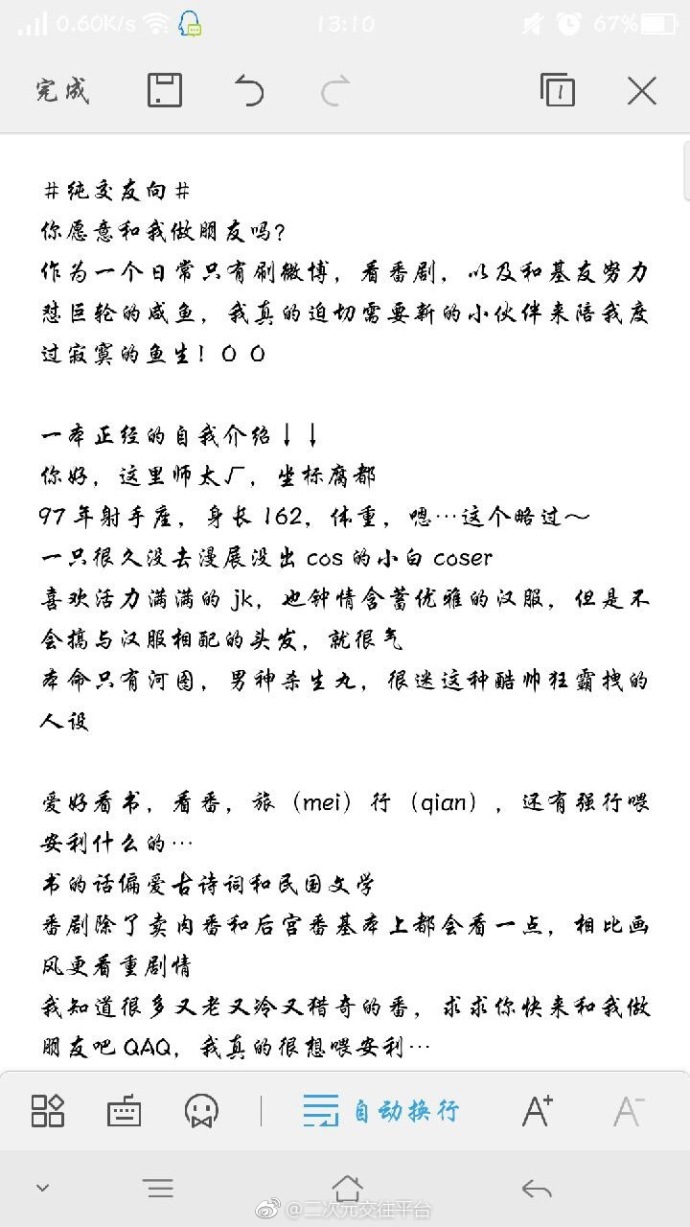 0.60K/s
13:10
67%
完成
1
#纯交友向#
你愿意和我做朋友吗?
作为一个日常只有刷微博，看番剧，以及和基友努力
怼巨轮的咸鱼，我真的迫切需要新的小伙伴来陪我度
过寂寞的鱼生! O O
一本正经的自我介绍↓↓
你好，这里师太厂，坐标腐都
97年射手座，身长162，体重，嗯…这个略过～
一只很久没去漫展没出cos的小白coser
喜欢活力满满的jk，也钟情含蓄优雅的汉服，但是不
会搞与汉服相配的头发，就很气
本命只有河图，男神杀生丸，很迷这种酷帅狂霸拽的
人设
爱好看书，看番，旅（mei）行（qian），还有强行喂
安利什么的…
书的话偏爱古诗词和民国文学
番剧除了卖肉番和后宫番基本上都会看一点，相比画
风更看重剧情
我知道很多又老又冷又猎奇的番，求求你快来和我做
朋友吧QAQ，我真的很想喂安利…
自动换行
A+
A-
@二次元交往平台